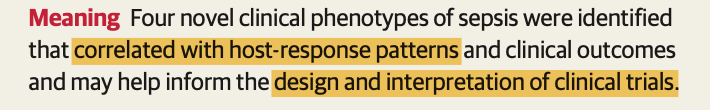 Meaning Four novel clinical phenotypes of sepsis were identified
that correlated with host-response patterns and clinical outcomes
and may help inform the design and interpretation of clinical trials.